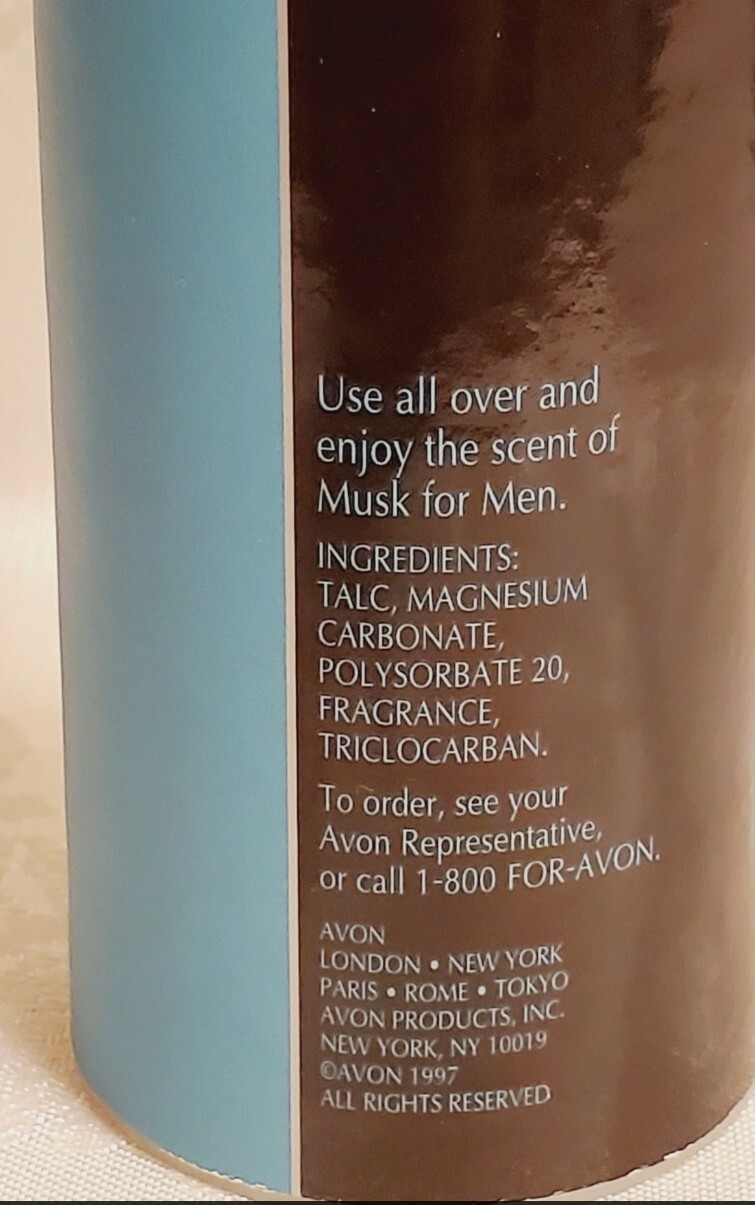 Use all over and
enjoy the scent of
Musk for Men.
INGREDIENTS:
TALC, MAGNESIUM
CARBONATE,
POLYSORBATE 20,
FRAGRANCE,
TRICLOCARBAN.
To order, see your
Avon Representative,
or call 1-800 FOR-AVON.
AVON
LONDON • NEW YORK
PARIS • ROME • TOKYO
AVON PRODUCTS, INC.
NEW YORK, NY 10019
©AVON 1997
ALL RIGHTS RESERVED